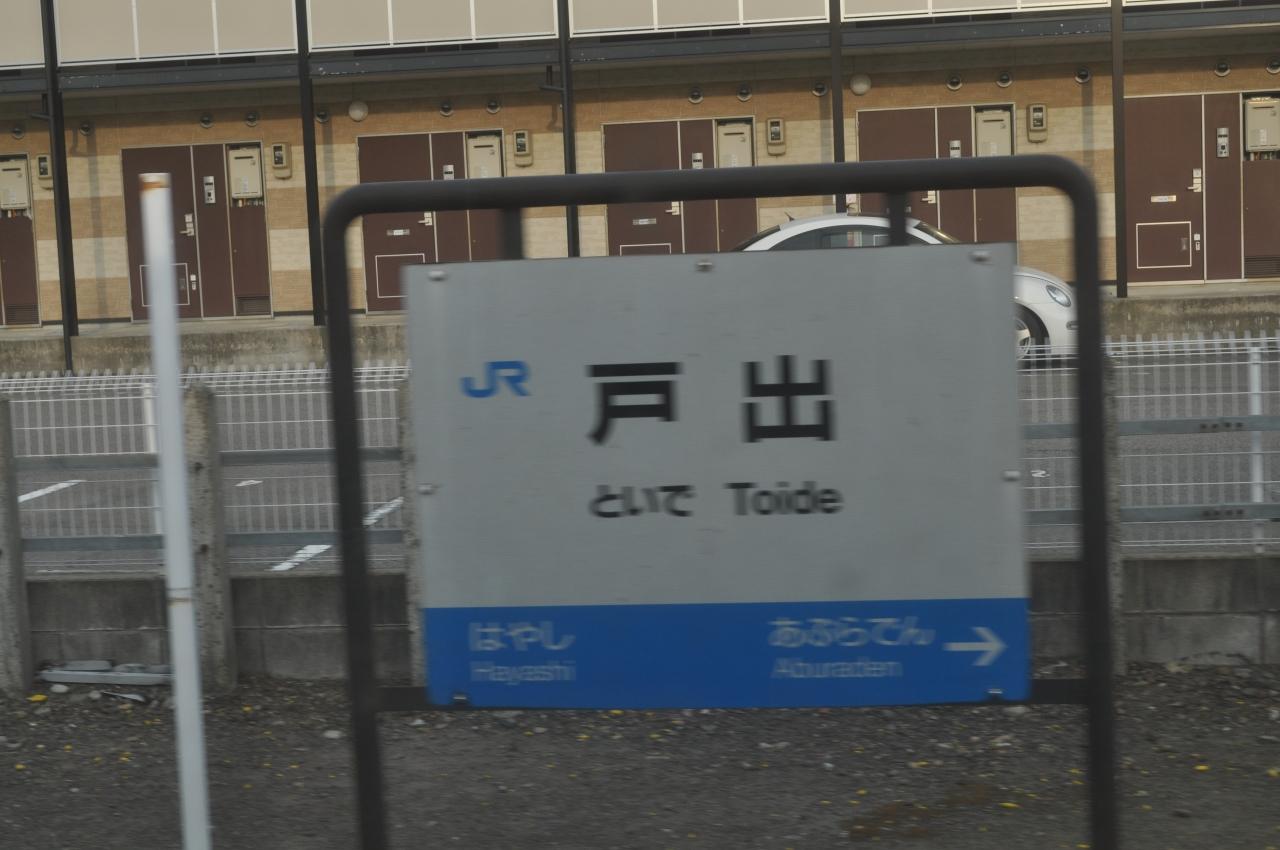 JR
戸出
といで Toide
はやし あぶらでん →
Hayashi Aburaden